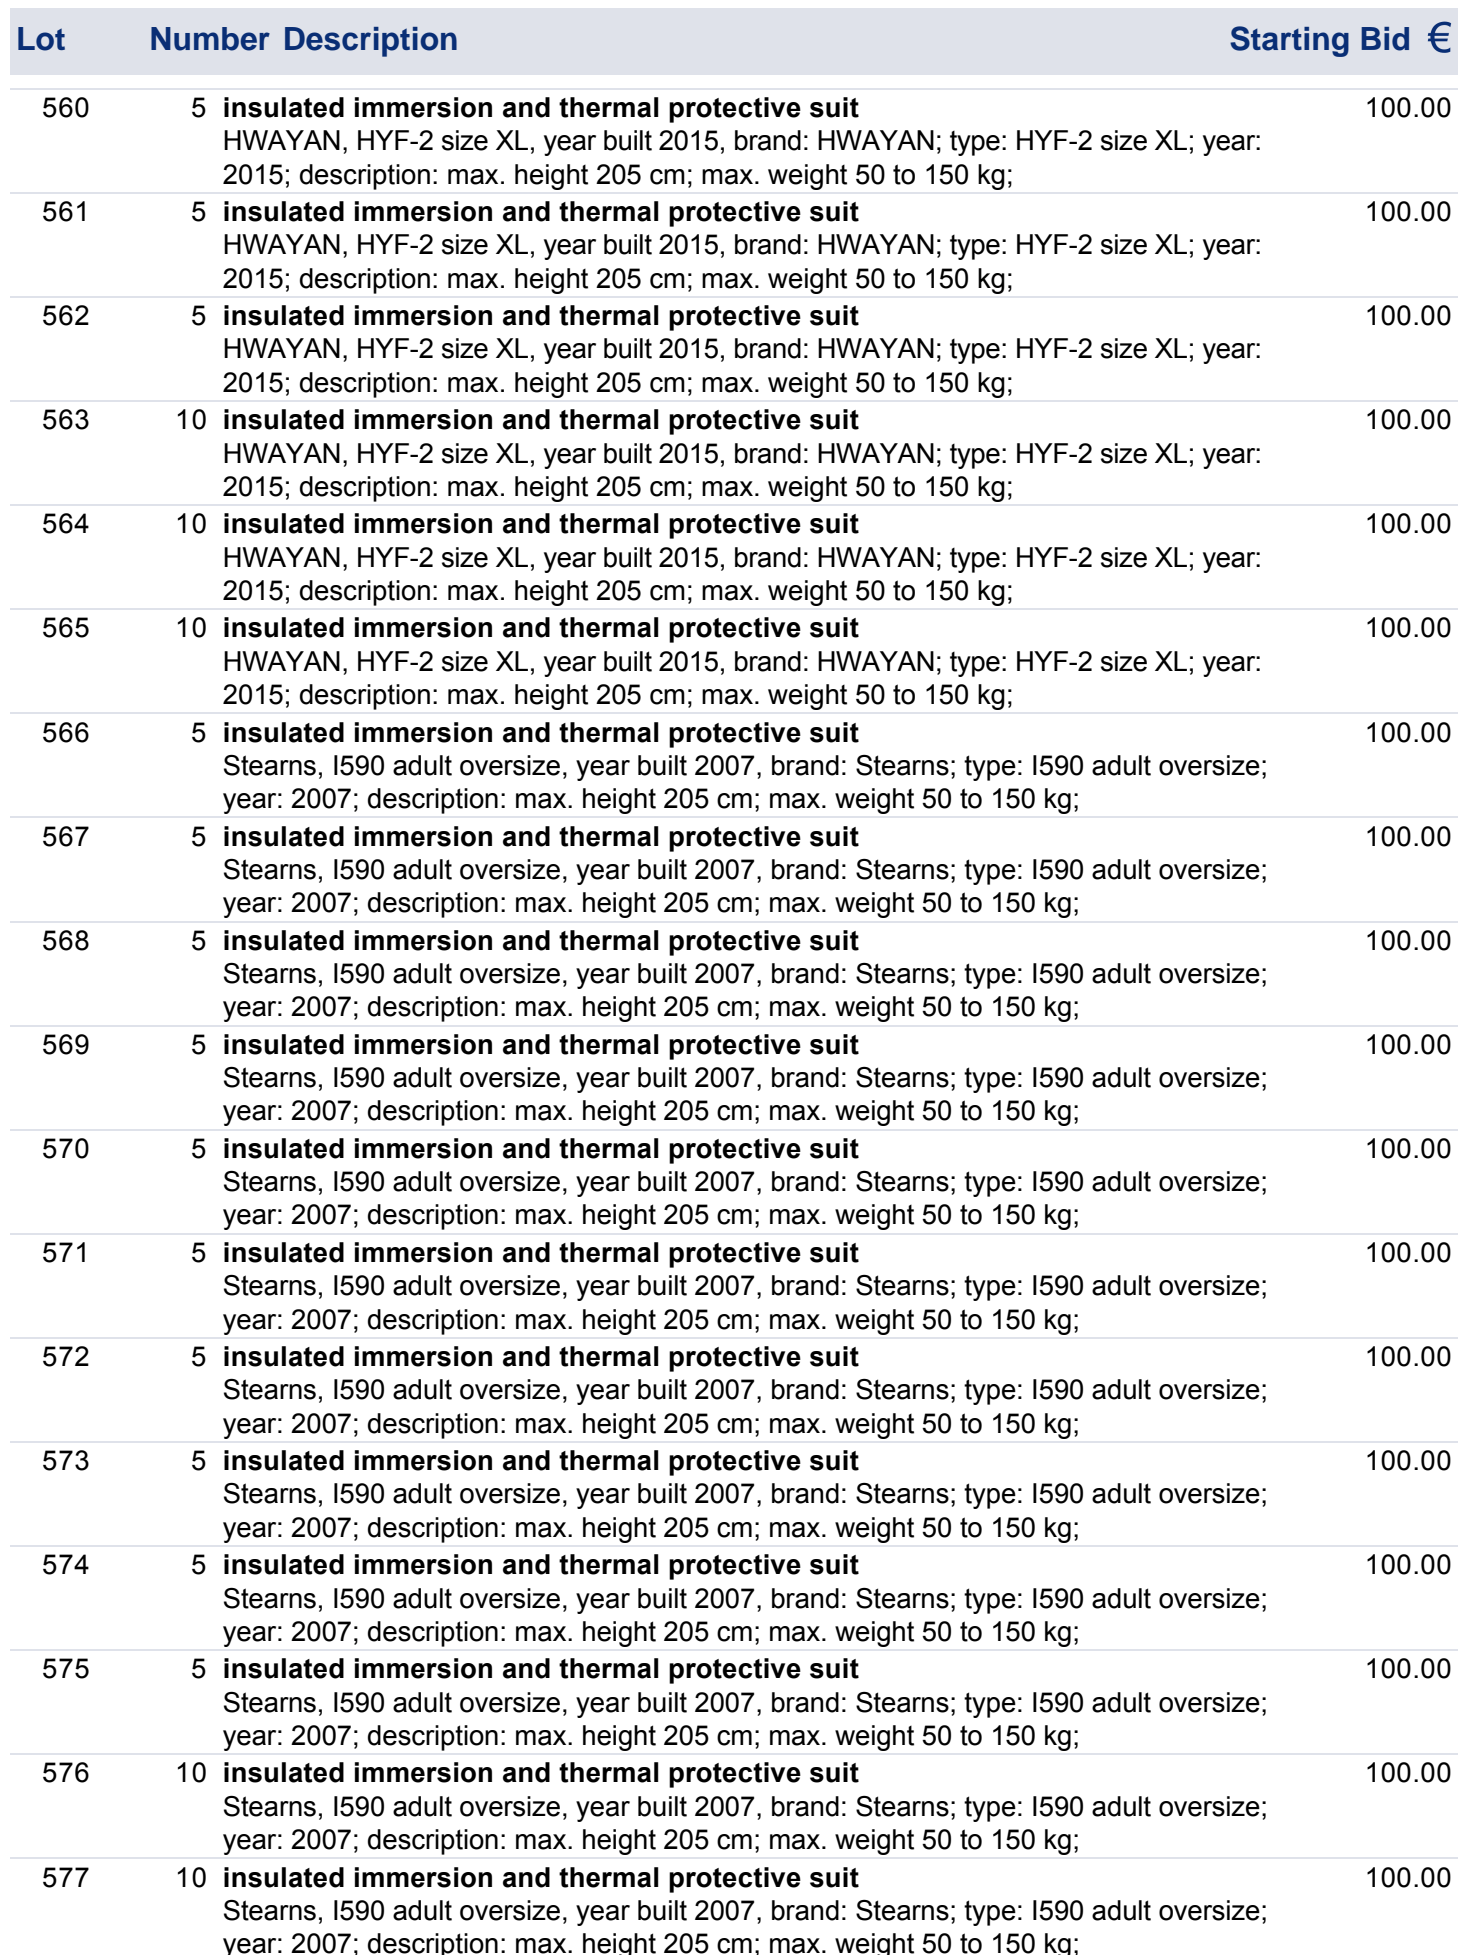 Lot Number Description Starting Bid €
560 5 insulated immersion and thermal protective suit 100.00
HWAYAN, HYF-2 size XL, year built 2015, brand: HWAYAN; type: HYF-2 size XL; year:
2015; description: max. height 205 cm; max. weight 50 to 150 kg;
561 5 insulated immersion and thermal protective suit 100.00
HWAYAN, HYF-2 size XL, year built 2015, brand: HWAYAN; type: HYF-2 size XL; year:
2015; description: max. height 205 cm; max. weight 50 to 150 kg;
562 5 insulated immersion and thermal protective suit 100.00
HWAYAN, HYF-2 size XL, year built 2015, brand: HWAYAN; type: HYF-2 size XL; year:
2015; description: max. height 205 cm; max. weight 50 to 150 kg;
563 10 insulated immersion and thermal protective suit 100.00
HWAYAN, HYF-2 size XL, year built 2015, brand: HWAYAN; type: HYF-2 size XL; year:
2015; description: max. height 205 cm; max. weight 50 to 150 kg;
564 10 insulated immersion and thermal protective suit 100.00
HWAYAN, HYF-2 size XL, year built 2015, brand: HWAYAN; type: HYF-2 size XL; year:
2015; description: max. height 205 cm; max. weight 50 to 150 kg;
565 10 insulated immersion and thermal protective suit 100.00
HWAYAN, HYF-2 size XL, year built 2015, brand: HWAYAN; type: HYF-2 size XL; year:
2015; description: max. height 205 cm; max. weight 50 to 150 kg;
566 5 insulated immersion and thermal protective suit 100.00
Stearns, I590 adult oversize, year built 2007, brand: Stearns; type: I590 adult oversize;
year: 2007; description: max. height 205 cm; max. weight 50 to 150 kg;
567 5 insulated immersion and thermal protective suit 100.00
Stearns, I590 adult oversize, year built 2007, brand: Stearns; type: I590 adult oversize;
year: 2007; description: max. height 205 cm; max. weight 50 to 150 kg;
568 5 insulated immersion and thermal protective suit 100.00
Stearns, I590 adult oversize, year built 2007, brand: Stearns; type: I590 adult oversize;
year: 2007; description: max. height 205 cm; max. weight 50 to 150 kg;
569 5 insulated immersion and thermal protective suit 100.00
Stearns, I590 adult oversize, year built 2007, brand: Stearns; type: I590 adult oversize;
year: 2007; description: max. height 205 cm; max. weight 50 to 150 kg;
570 5 insulated immersion and thermal protective suit 100.00
Stearns, I590 adult oversize, year built 2007, brand: Stearns; type: I590 adult oversize;
year: 2007; description: max. height 205 cm; max. weight 50 to 150 kg;
571 5 insulated immersion and thermal protective suit 100.00
Stearns, I590 adult oversize, year built 2007, brand: Stearns; type: I590 adult oversize;
year: 2007; description: max. height 205 cm; max. weight 50 to 150 kg;
572 5 insulated immersion and thermal protective suit 100.00
Stearns, I590 adult oversize, year built 2007, brand: Stearns; type: I590 adult oversize;
year: 2007; description: max. height 205 cm; max. weight 50 to 150 kg;
573 5 insulated immersion and thermal protective suit 100.00
Stearns, I590 adult oversize, year built 2007, brand: Stearns; type: I590 adult oversize;
year: 2007; description: max. height 205 cm; max. weight 50 to 150 kg;
574 5 insulated immersion and thermal protective suit 100.00
Stearns, I590 adult oversize, year built 2007, brand: Stearns; type: I590 adult oversize;
year: 2007; description: max. height 205 cm; max. weight 50 to 150 kg;
575 5 insulated immersion and thermal protective suit 100.00
Stearns, I590 adult oversize, year built 2007, brand: Stearns; type: I590 adult oversize;
year: 2007; description: max. height 205 cm; max. weight 50 to 150 kg;
576 10 insulated immersion and thermal protective suit 100.00
Stearns, I590 adult oversize, year built 2007, brand: Stearns; type: I590 adult oversize;
year: 2007; description: max. height 205 cm; max. weight 50 to 150 kg;
577 10 insulated immersion and thermal protective suit 100.00
Stearns, I590 adult oversize, year built 2007, brand: Stearns; type: I590 adult oversize;
year: 2007; description: max. height 205 cm; max. weight 50 to 150 kg;